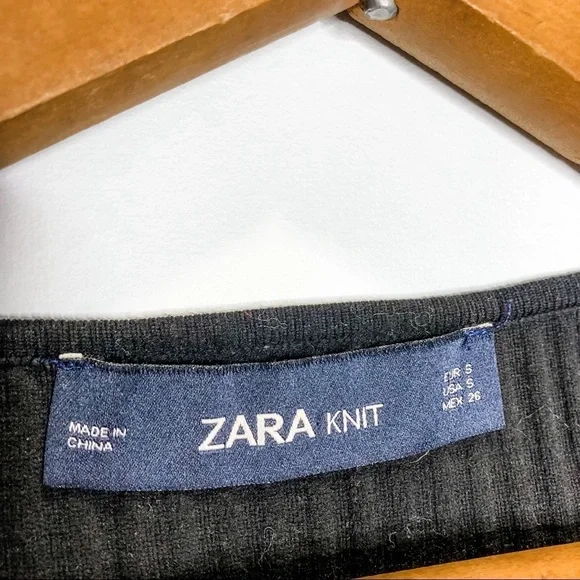 MADE IN
CHINA
ZARA KNIT
EUR S
USA S
MEX 26